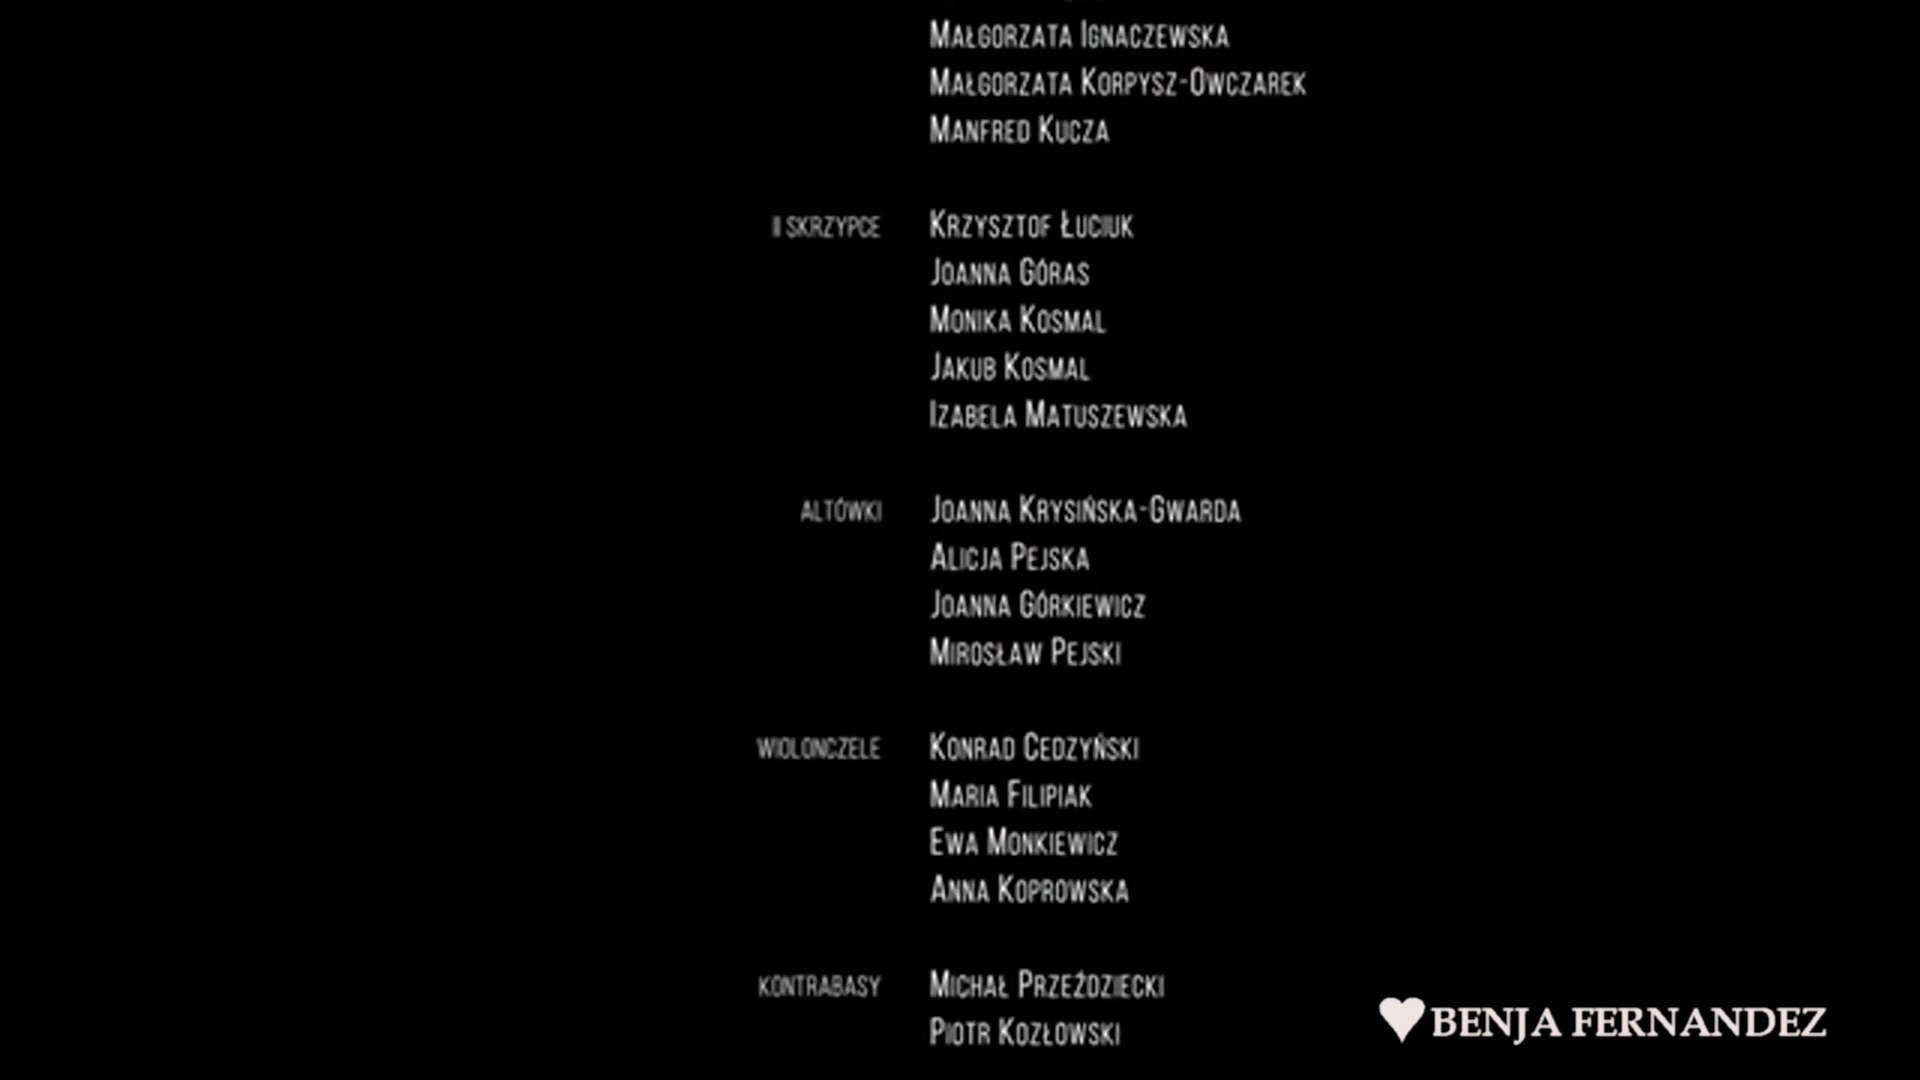 MAŁGORZATA IGNACZEWSKA
MAŁGORZATA KORPYSZ-OWCZAREK
MANFRED KUCZA
II SKRZYPCE KRZYSZTOF ŁUCIUK
JOANNA GÓRAS
MONIKA KOSMAL
JAKUB KOSMAL
IZABELA MATUSZEWSKA
ALTÓWKI JOANNA KRYSIŃSKA-GWARDA
ALICJA PEJSKA
JOANNA GÓRKIEWICZ
MIROSŁAW PEJSKI
WIOLONCZELE KONRAD CEDZYŃSKI
MARIA FILIPIAK
EWA MONKIEWICZ
ANNA KOPROWSKA
KONTRABASY MICHAŁ PRZEŹDZIECKI
PIOTR KOZŁOWSKI
BENJA FERNANDEZ